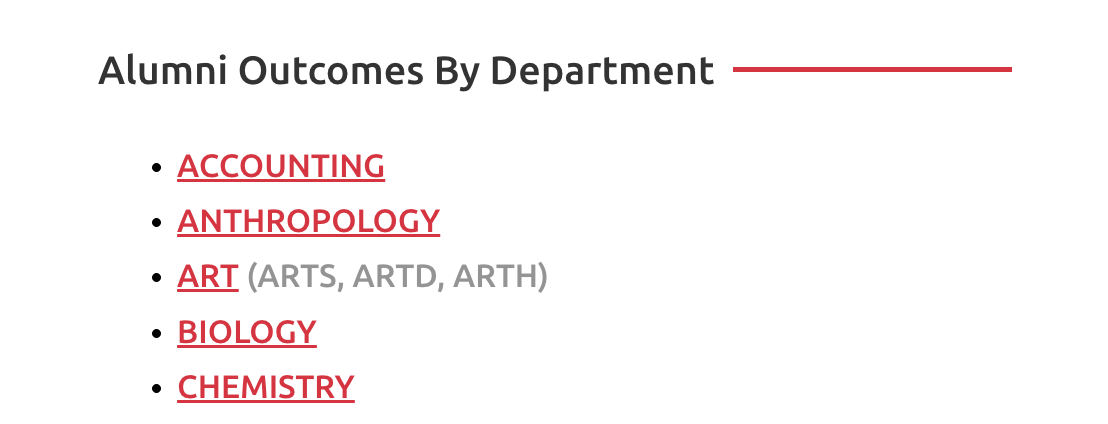 Alumni Outcomes By Department
• ACCOUNTING
• ANTHROPOLOGY
• ART (ARTS, ARTD, ARTH)
• BIOLOGY
• CHEMISTRY